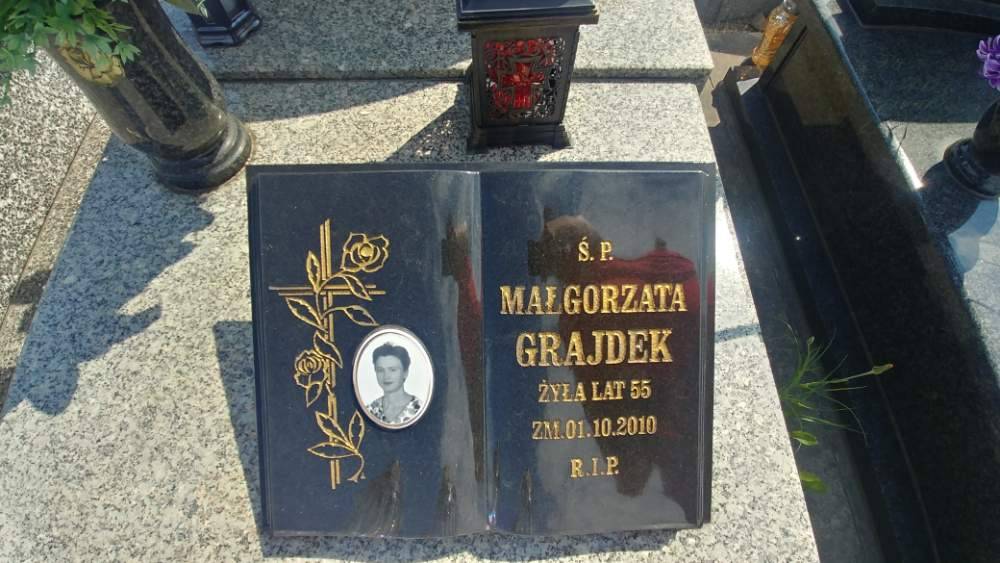 Ś. P.
MAŁGORZATA
GRAJDEK
ŻYŁA LAT 55
ZM.01.10.2010
R.I.P.